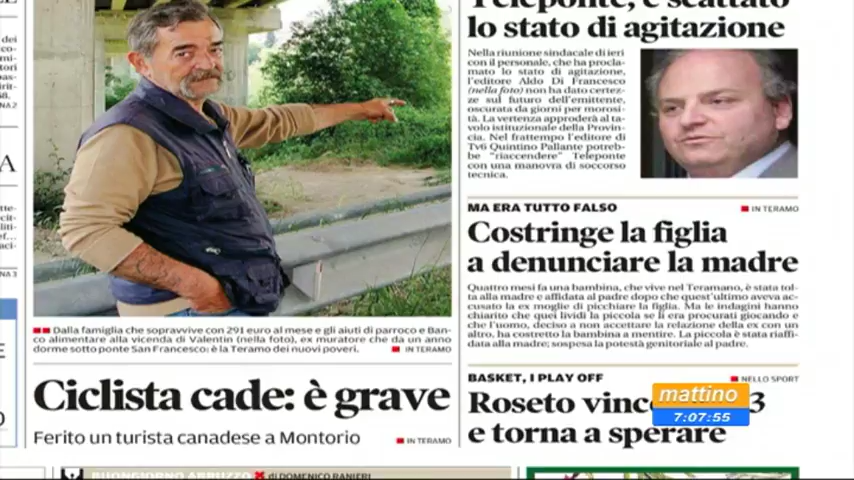 Teleponte, è scattato
lo stato di agitazione
Nella riunione sindacale di ieri
con il personale, che ha procla-
mato lo stato di agitazione,
l'editore Aldo Di Francesco
(nella foto) non ha dato certez-
ze sul futuro dell'emittente,
oscurata da giorni per morosi-
tà. La vertenza approderà al ta-
volo istituzionale della Provin-
cia. Nel frattempo l'editore di
Tv6 Quintino Pallante potreb-
be “riaccendere” Teleponte
con una manovra di soccorso
tecnica.
MA ERA TUTTO FALSO
IN TERAMO
Costringe la figlia
a denunciare la madre
Quattro mesi fa una bambina, che vive nel Teramano, è stata tol-
ta alla madre e affidata al padre dopo che quest'ultimo aveva ac-
cusato la ex moglie di picchiare la figlia. Ma le indagini hanno
chiarito che quei lividi la piccola se li era procurati giocando e
che l'uomo, deciso a non accettare la relazione della ex con un
altro, ha costretto la bambina a mentire. La piccola è stata riaffi-
data alla madre; sospesa la potestà genitoriale al padre.
Dalla famiglia che sopravvive con 291 euro al mese e gli aiuti di parroco e Ban-
co alimentare alla vicenda di Valentin (nella foto), ex muratore che da un anno
dorme sotto ponte San Francesco: è la Teramo dei nuovi poveri.
IN TERAMO
Ciclista cade: è grave
Ferito un turista canadese a Montorio
IN TERAMO
BASKET, I PLAY OFF
NELLO SPORT
Roseto vince 3
e torna a sperare
mattino
7:07:55
BUONGIORNO ABRUZZO di DOMENICO RANIERI